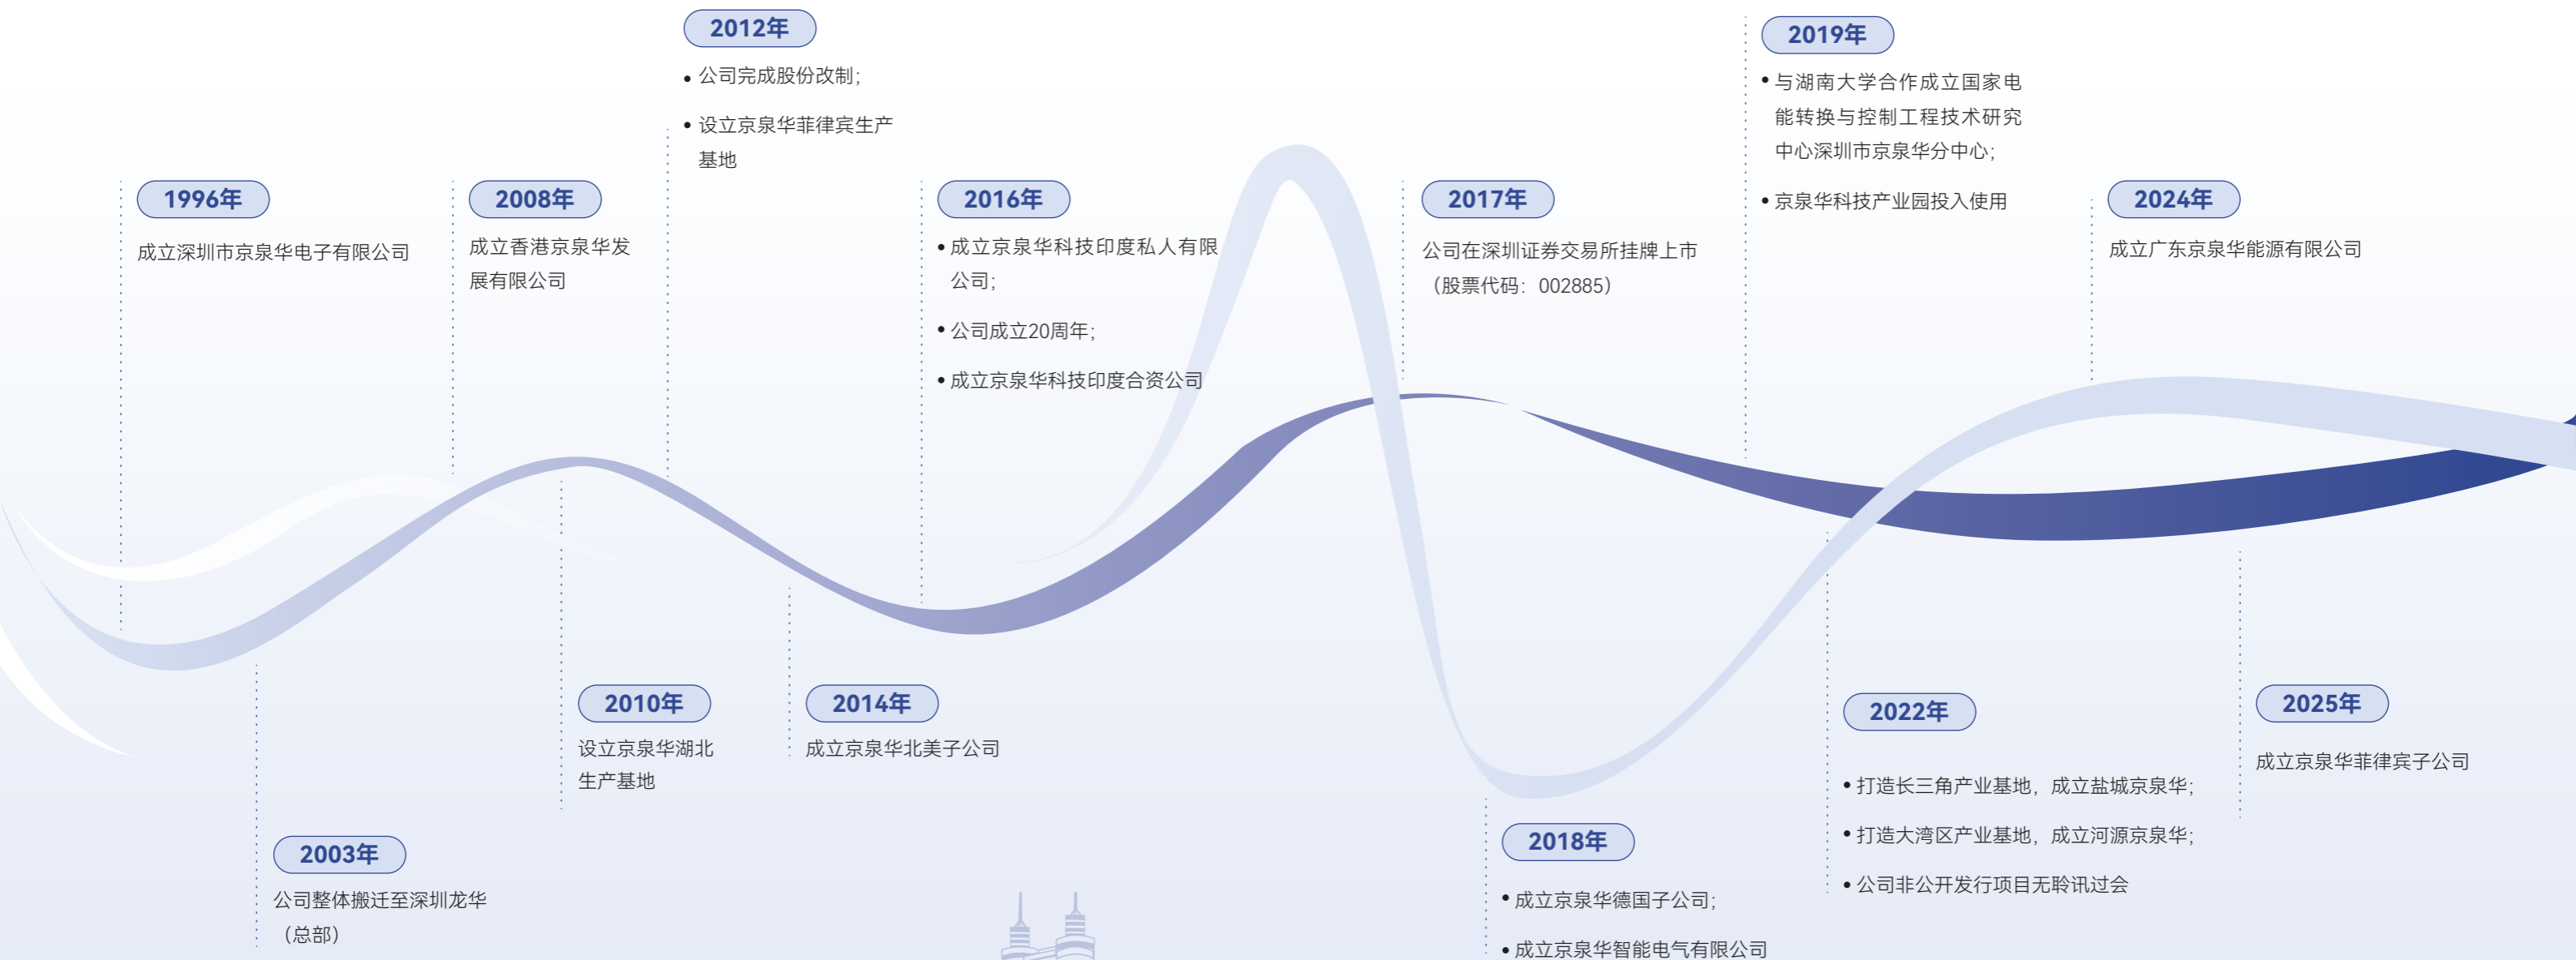 1996年
成立深圳市京泉华电子有限公司
2003年
公司整体搬迁至深圳龙华
（总部）
2008年
成立香港京泉华发
展有限公司
2010年
设立京泉华湖北
生产基地
2012年
• 公司完成股份改制；
• 设立京泉华菲律宾生产
基地
2014年
成立京泉华北美子公司
2016年
• 成立京泉华科技印度私人有限
公司；
• 公司成立20周年；
• 成立京泉华科技印度合资公司
2017年
公司在深圳证券交易所挂牌上市
（股票代码：002885）
2018年
• 成立京泉华德国子公司；
• 成立京泉华智能电气有限公司
2019年
• 与湖南大学合作成立国家电
能转换与控制工程技术研究
中心深圳市京泉华分中心；
• 京泉华科技产业园投入使用
2022年
• 打造长三角产业基地，成立盐城京泉华；
• 打造大湾区产业基地，成立河源京泉华；
• 公司非公开发行项目无聆讯过会
2024年
成立广东京泉华能源有限公司
2025年
成立京泉华菲律宾子公司